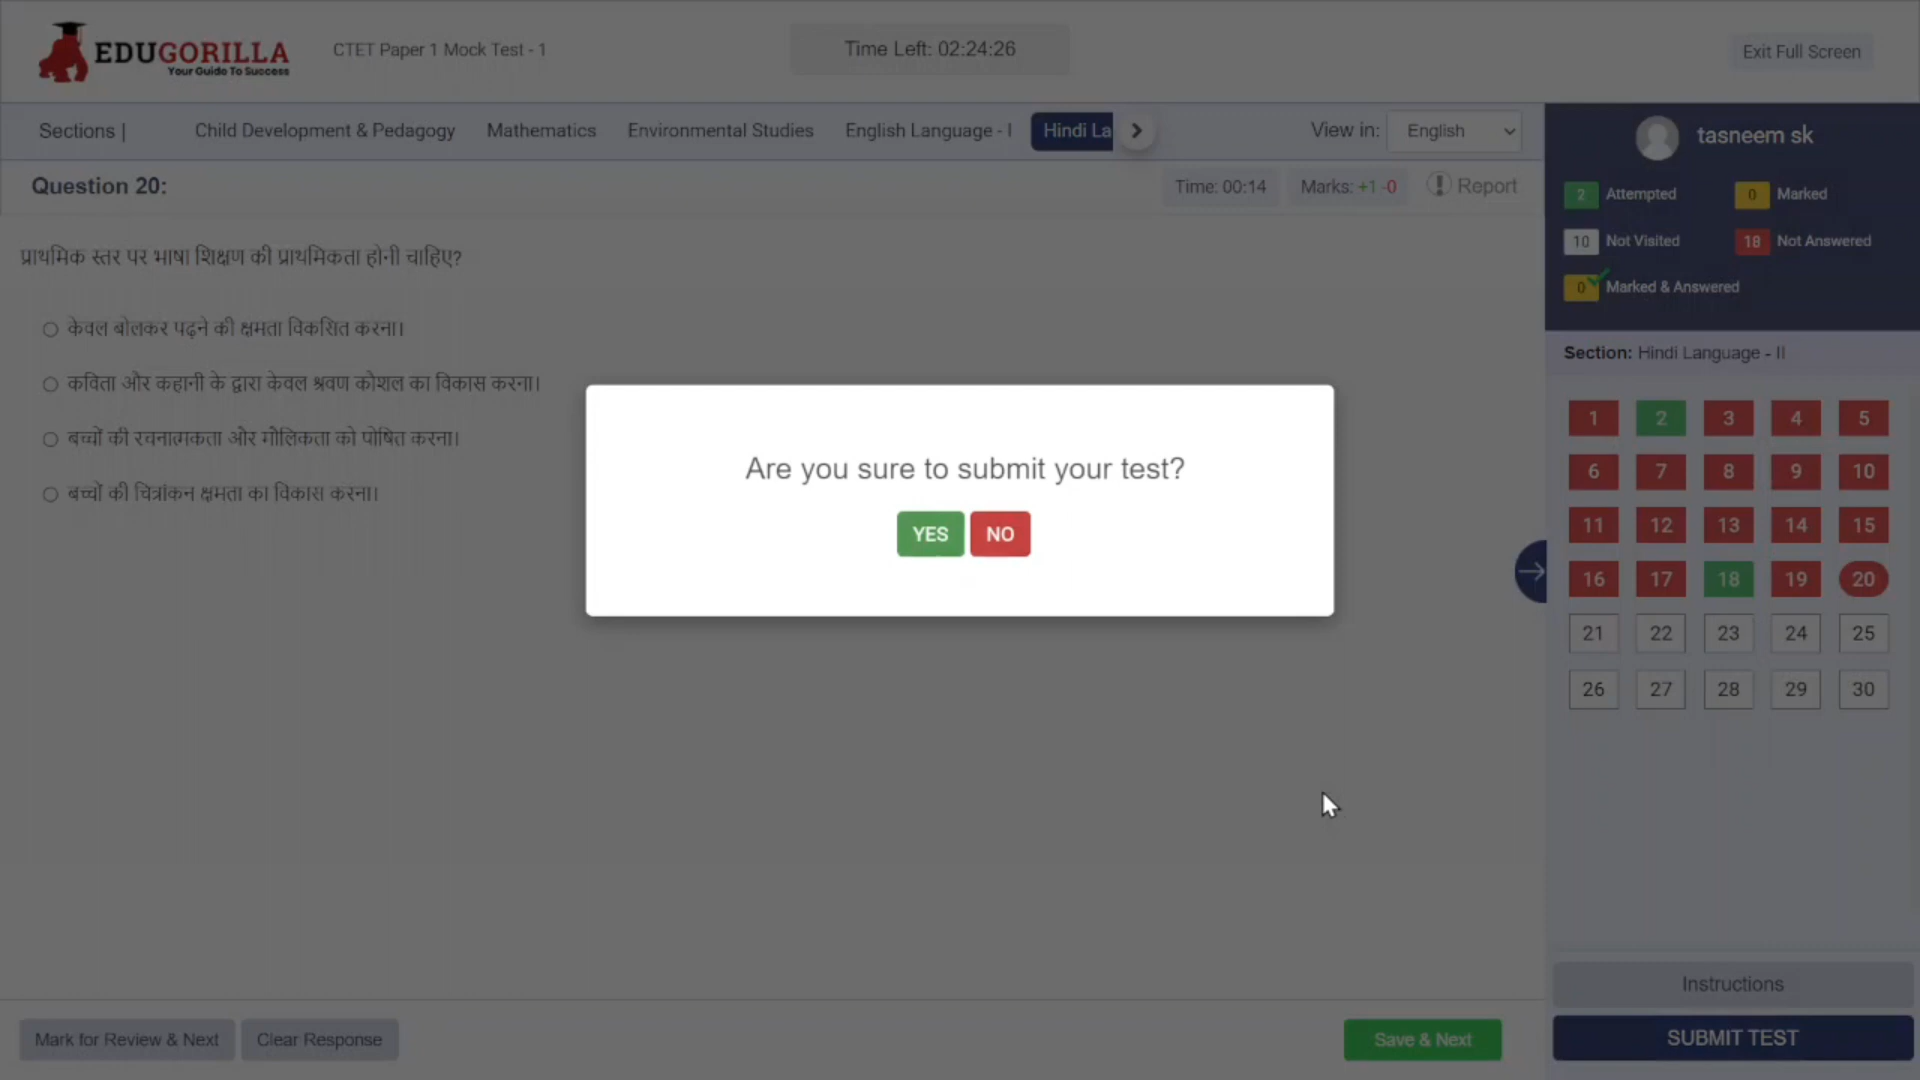 EDUGORILLA
Your Guide To Success
CTET Paper 1 Mock Test - 1
Time Left: 02:24:26
Exit Full Screen
Sections |
Child Development & Pedagogy
Mathematics
Environmental Studies
English Language - I
Hindi La
View in:
English
Question 20:
Time: 00:14
Marks: +1 -0
Report
प्राथमिक स्तर पर भाषा शिक्षण की प्राथमिकता होनी चाहिए?
केवल बोलकर पढ़ने की क्षमता विकसित करना।
कविता और कहानी के द्वारा केवल श्रवण कौशल का विकास करना।
बच्चों की रचनात्मकता और मौलिकता को पोषित करना।
बच्चों की चित्रांकन क्षमता का विकास करना।
Are you sure to submit your test?
YES NO
tasneem sk
2 Attempted 0 Marked
10 Not Visited 18 Not Answered
0 Marked & Answered
Section: Hindi Language - II
1 2 3 4 5
6 7 8 9 10
11 12 13 14 15
16 17 18 19 20
21 22 23 24 25
26 27 28 29 30
Instructions
Mark for Review & Next
Clear Response
Save & Next
SUBMIT TEST